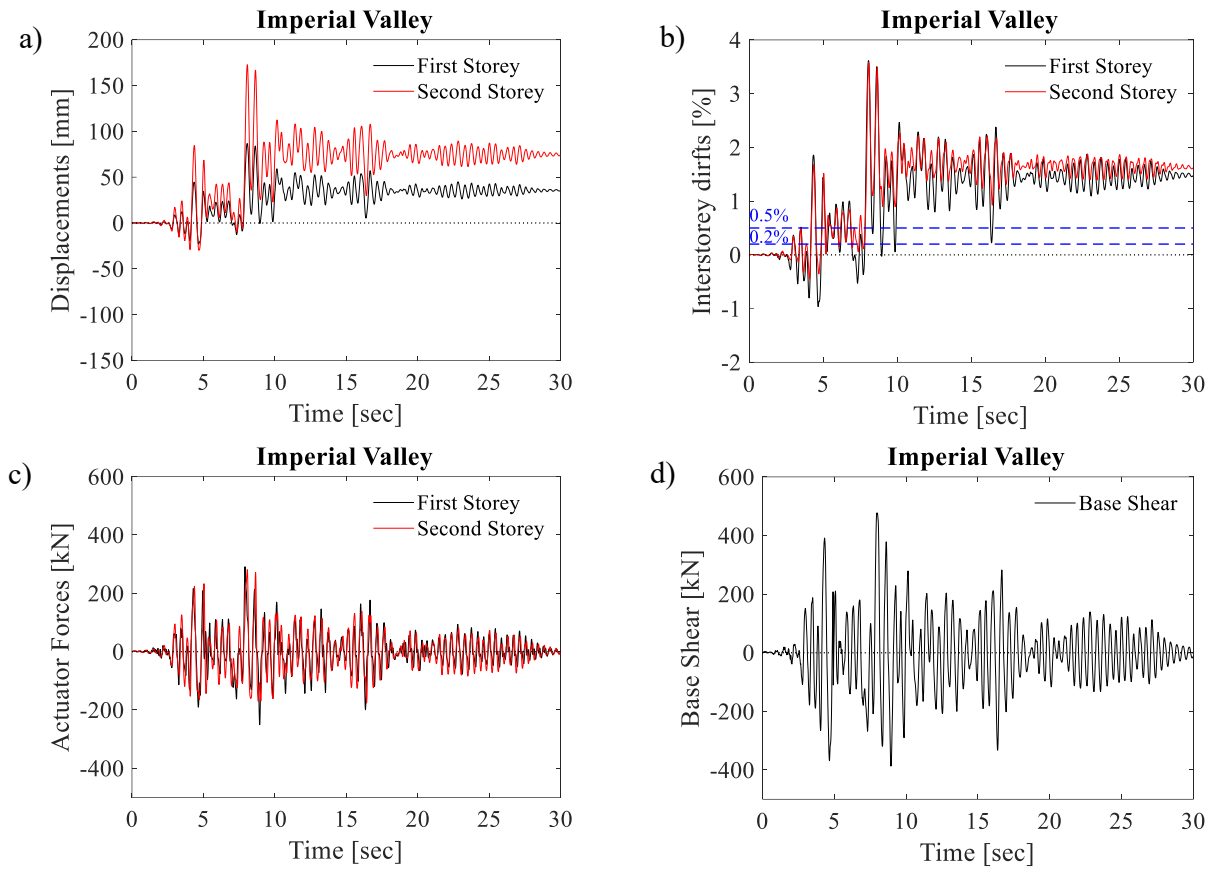 a)
Imperial Valley
200
150
100
50
0
-50
-100
-150
Displacements [mm]
First Storey
Second Storey
0 5 10 15 20 25 30
Time [sec]
b)
Imperial Valley
4
3
2
1
0
-1
-2
Interstorey dirfts [%]
First Storey
Second Storey
0.5%
0.2%
0 5 10 15 20 25 30
Time [sec]
c)
Imperial Valley
600
400
200
0
-200
-400
Actuator Forces [kN]
First Storey
Second Storey
0 5 10 15 20 25 30
Time [sec]
d)
Imperial Valley
600
400
200
0
-200
-400
Base Shear [kN]
Base Shear
0 5 10 15 20 25 30
Time [sec]